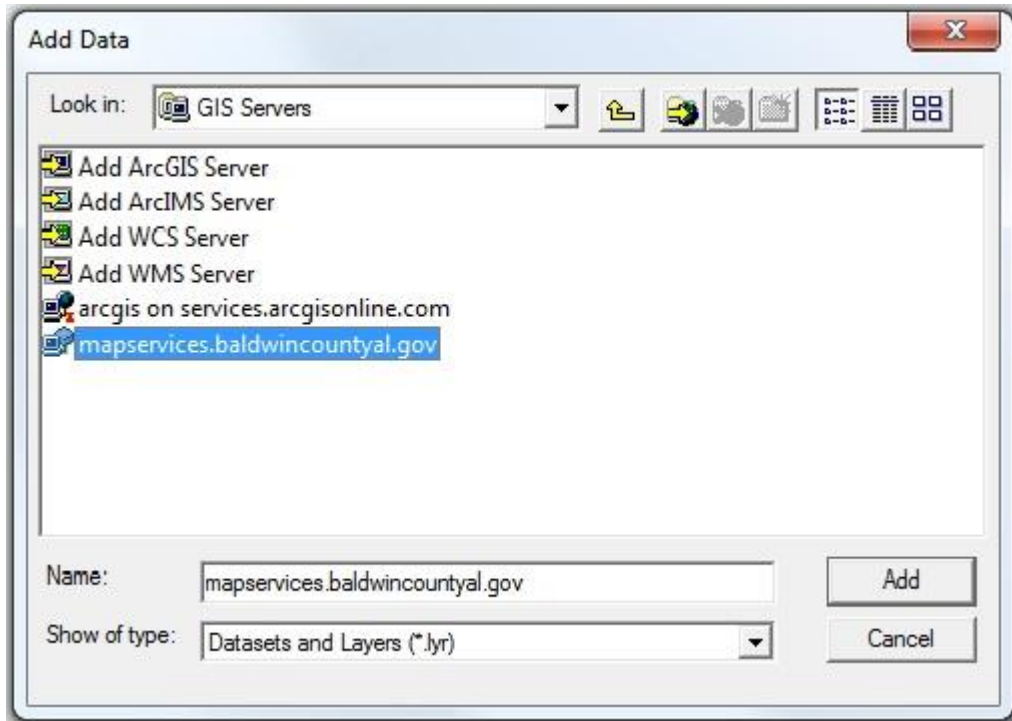 Add Data
Look in: GIS Servers
Add ArcGIS Server
Add ArcIMS Server
Add WCS Server
Add WMS Server
arcgis on services.arcgisonline.com
mapservices.baldwincountyal.gov
Name: mapservices.baldwincountyal.gov Add
Show of type: Datasets and Layers (*.lyr) Cancel